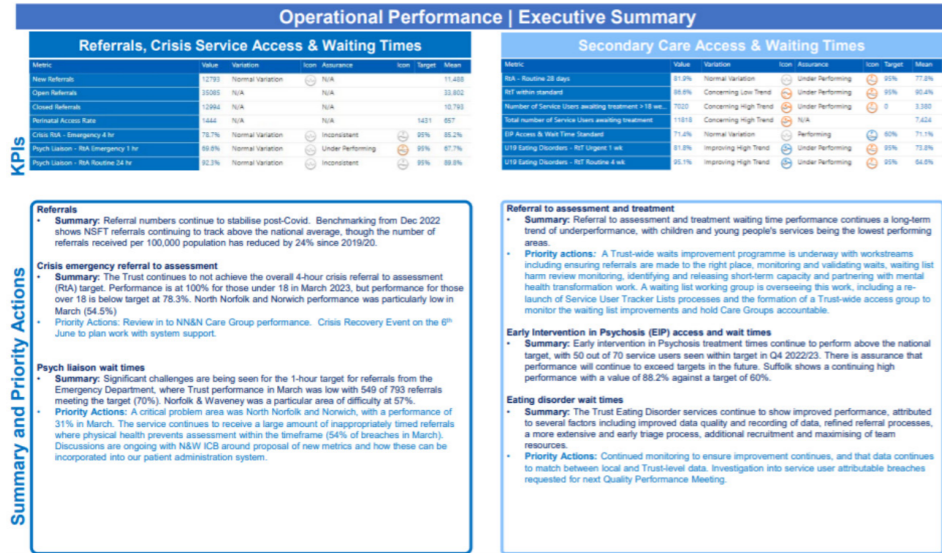 Operational Performance | Executive Summary
Referrals, Crisis Service Access & Waiting Times
Metric Value Variation Icon Assurance Icon Target Mean
New Referrals 12793 Normal Variation N/A 11,488
Open Referrals 35085 N/A N/A 33,802
Closed Referrals 12994 N/A N/A 10,793
Perinatal Access Rate 1444 N/A N/A 1431 857
Crisis RtA - Emergency 4 hr 78.7% Normal Variation Inconsistent 95% 85.2%
Psych Liaison - RtA Emergency 1 hr 69.6% Normal Variation Under Performing 95% 67.7%
Psych Liaison - RtA Routine 24 hr 92.3% Normal Variation Inconsistent 95% 89.8%
Secondary Care Access & Waiting Times
Metric Value Variation Icon Assurance Icon Target Mean
RtA - Routine 28 days 81.9% Normal Variation Under Performing 95% 77.8%
RtT within standard 86.6% Concerning Low Trend Under Performing 95% 90.4%
Number of Service Users awaiting treatment >18 we... 7020 Concerning High Trend Under Performing 0 3,380
Total number of Service Users awaiting treatment 11818 Concerning High Trend N/A 7,424
EIP Access & Wait Time Standard 71.4% Normal Variation Performing 60% 71.1%
U19 Eating Disorders - RtT Urgent 1 wk 81.8% Improving High Trend Under Performing 95% 73.8%
U19 Eating Disorders - RtT Routine 4 wk 95.1% Improving High Trend Under Performing 95% 64.6%
KPIs
Summary and Priority Actions
Referrals
• Summary: Referral numbers continue to stabilise post-Covid. Benchmarking from Dec 2022
shows NSFT referrals continuing to track above the national average, though the number of
referrals received per 100,000 population has reduced by 24% since 2019/20.
Crisis emergency referral to assessment
• Summary: The Trust continues to not achieve the overall 4-hour crisis referral to assessment
(RtA) target. Performance is at 100% for those under 18 in March 2023, but performance for those
over 18 is below target at 78.3%. North Norfolk and Norwich performance was particularly low in
March (54.5%)
• Priority Actions: Review in to NN&N Care Group performance. Crisis Recovery Event on the 6th
June to plan work with system support.
Psych liaison wait times
• Summary: Significant challenges are being seen for the 1-hour target for referrals from the
Emergency Department, where Trust performance in March was low with 549 of 793 referrals
meeting the target (70%). Norfolk & Waveney was a particular area of difficulty at 57%.
• Priority Actions: A critical problem area was North Norfolk and Norwich, with a performance of
31% in March. The service continues to receive a large amount of inappropriately timed referrals
where physical health prevents assessment within the timeframe (54% of breaches in March).
Discussions are ongoing with N&W ICB around proposal of new metrics and how these can be
incorporated into our patient administration system.
Referral to assessment and treatment
• Summary: Referral to assessment and treatment waiting time performance continues a long-term
trend of underperformance, with children and young people's services being the lowest performing
areas.
• Priority actions: A Trust-wide waits improvement programme is underway with workstreams
including ensuring referrals are made to the right place, monitoring and validating waits, waiting list
harm review monitoring, identifying and releasing short-term capacity and partnering with mental
health transformation work. A waiting list working group is overseeing this work, including a re-
launch of Service User Tracker Lists processes and the formation of a Trust-wide access group to
monitor the waiting list improvements and hold Care Groups accountable.
Early Intervention in Psychosis (EIP) access and wait times
• Summary: Early intervention in Psychosis treatment times continue to perform above the national
target, with 50 out of 70 service users seen within target in Q4 2022/23. There is assurance that
performance will continue to exceed targets in the future. Suffolk shows a continuing high
performance with a value of 88.2% against a target of 60%.
Eating disorder wait times
• Summary: The Trust Eating Disorder services continue to show improved performance, attributed
to several factors including improved data quality and recording of data, refined referral processes,
a more extensive and early triage process, additional recruitment and maximising of team
resources.
• Priority Actions: Continued monitoring to ensure improvement continues, and that data continues
to match between local and Trust-level data. Investigation into service user attributable breaches
requested for next Quality Performance Meeting.